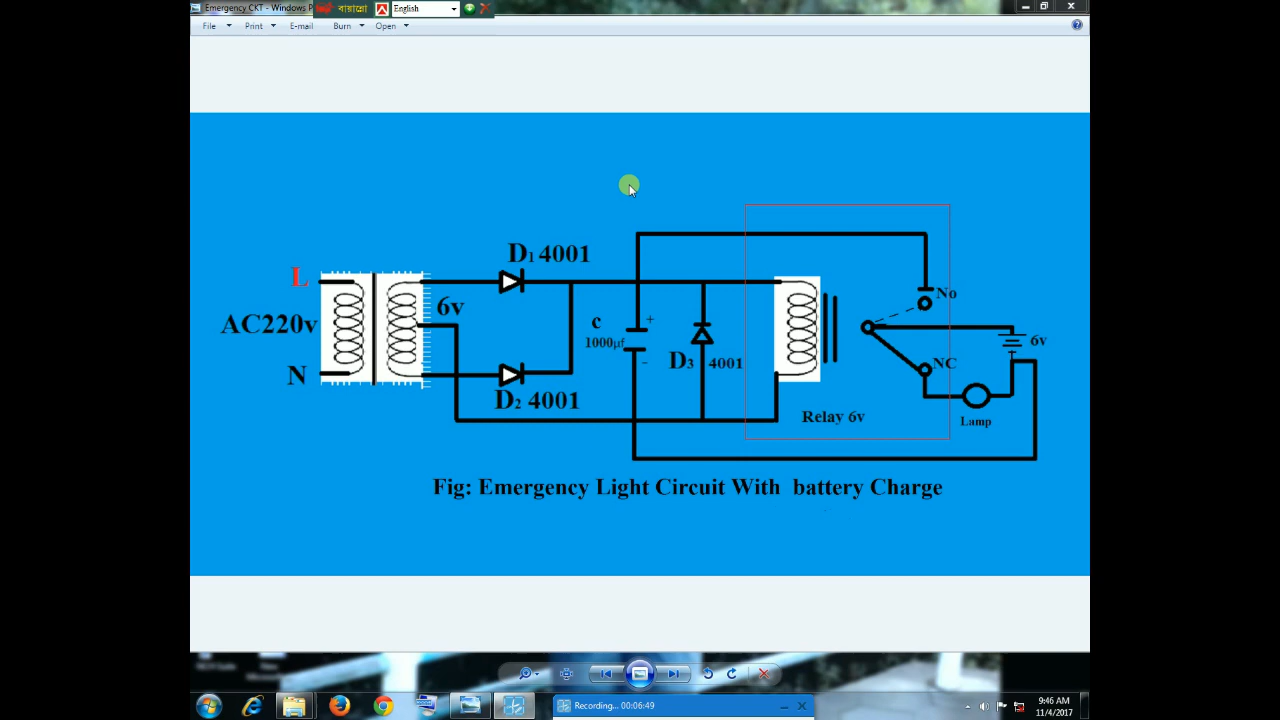 Emergency CKT - Windows P
বায়ান্নো
English
File Print E-mail Burn Open
D1 4001
L
No
6v
c
+
AC220v
6v
1000μf
-
D3 4001
NC
N
D2 4001
Relay 6v
Lamp
Fig: Emergency Light Circuit With battery Charge
Recording... 00:06:49
9:46 AM
11/4/2017